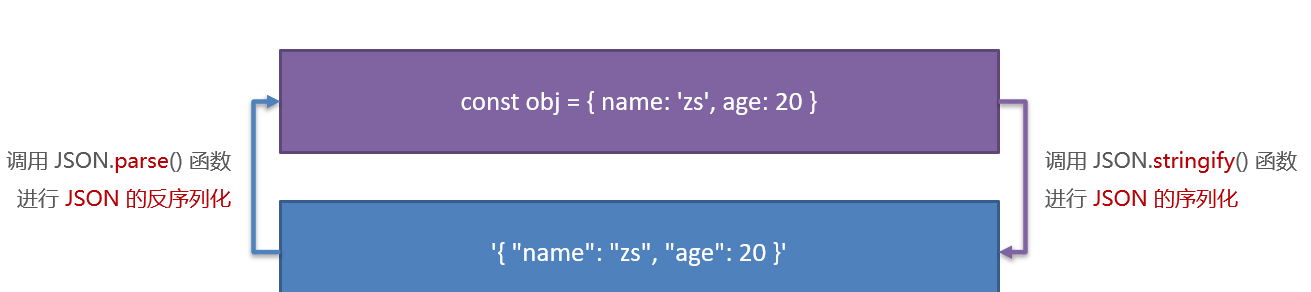 const obj = { name: 'zs', age: 20 }
调用 JSON.parse() 函数
进行 JSON 的反序列化
调用 JSON.stringify() 函数
进行 JSON 的序列化
'{ "name": "zs", "age": 20 }'